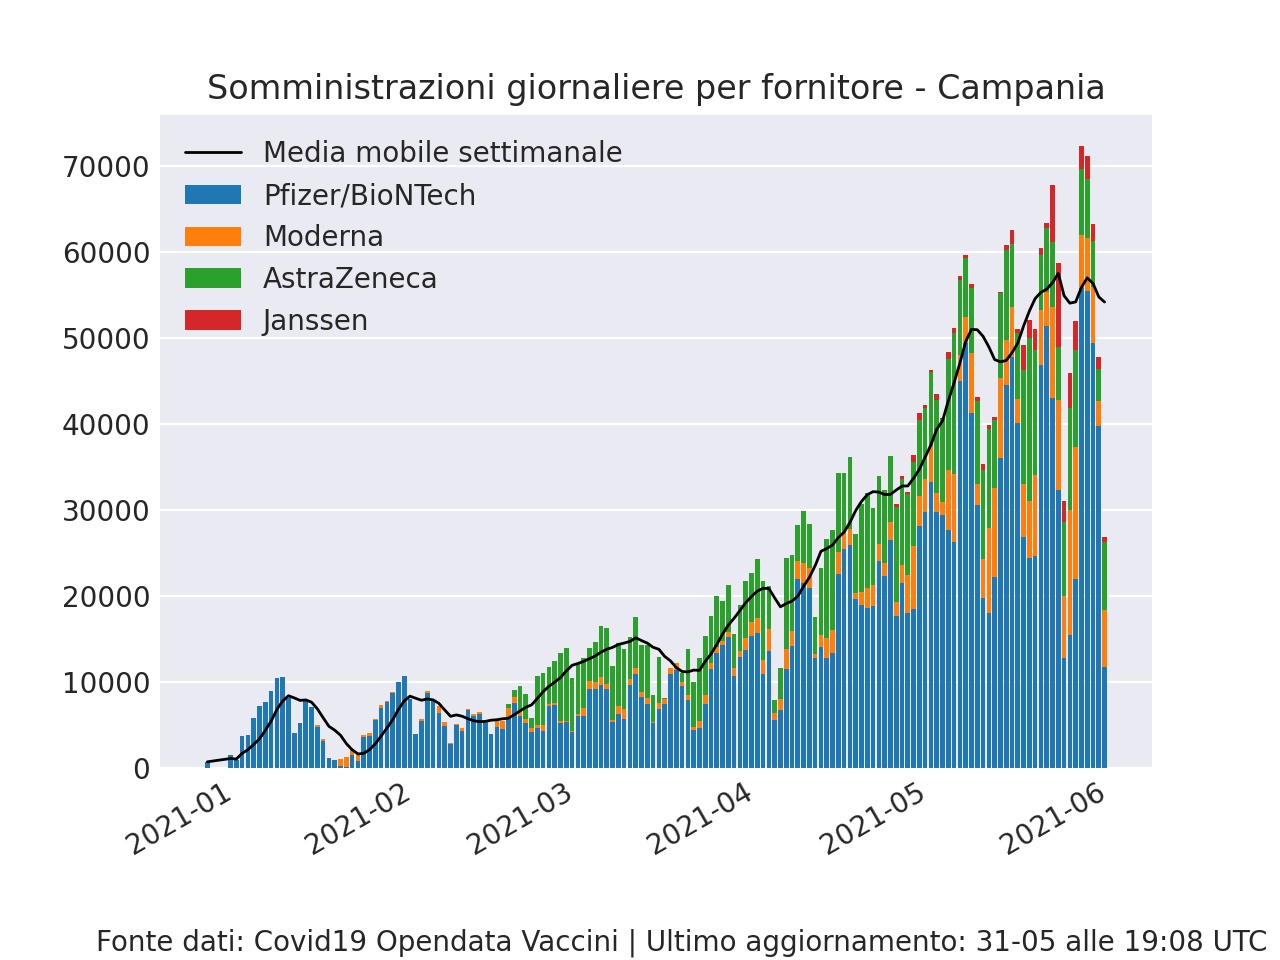 Somministrazioni giornaliere per fornitore - Campania
Media mobile settimanale
Pfizer/BioNTech
Moderna
AstraZeneca
Janssen
70000
60000
50000
40000
30000
20000
10000
0
2021-01
2021-02
2021-03
2021-04
2021-05
2021-06
Fonte dati: Covid19 Opendata Vaccini | Ultimo aggiornamento: 31-05 alle 19:08 UTC